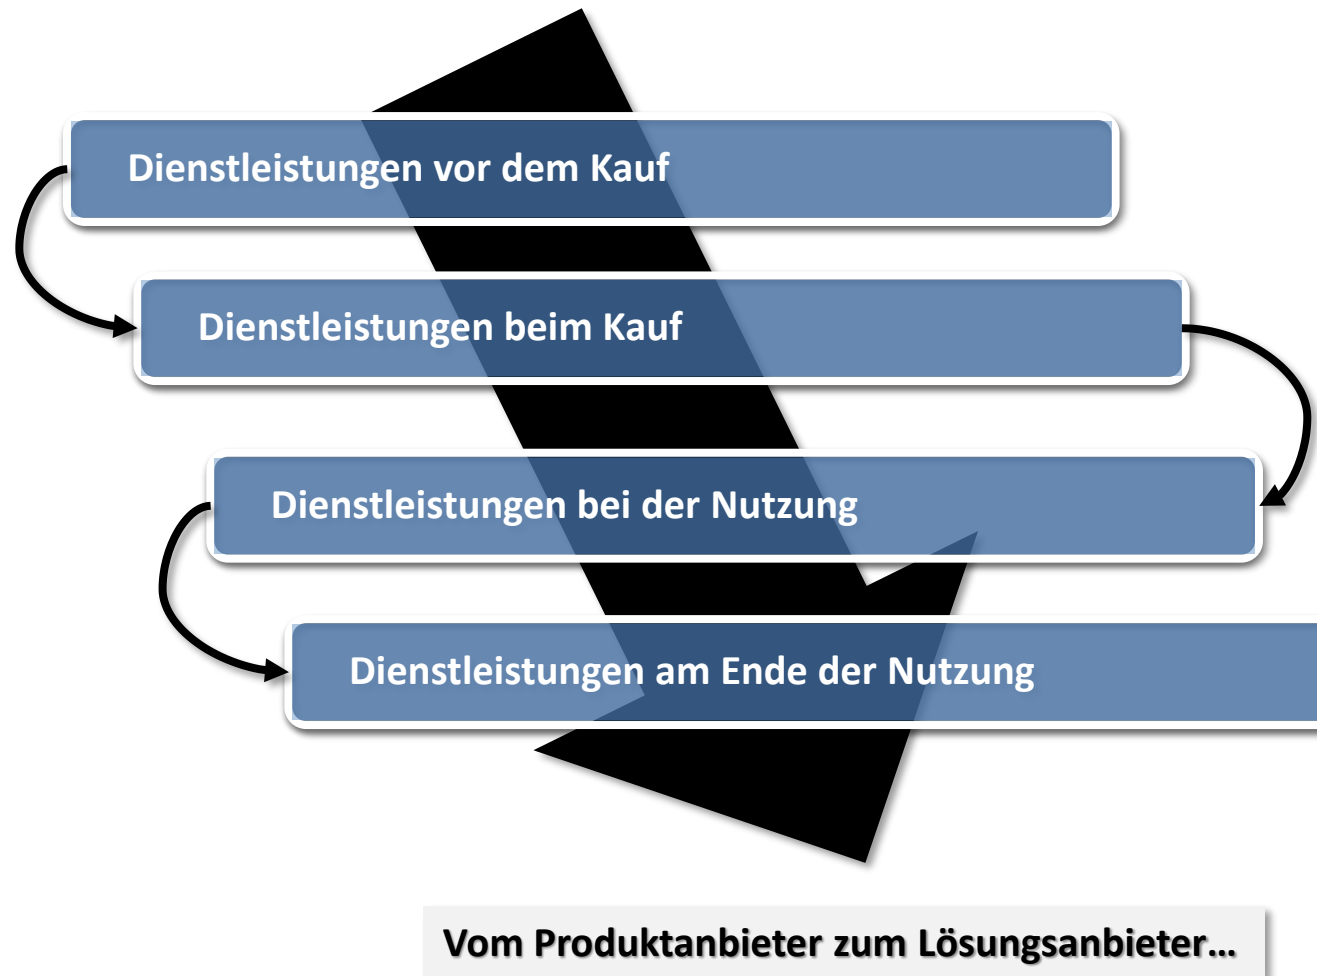 Dienstleistungen vor dem Kauf
Dienstleistungen beim Kauf
Dienstleistungen bei der Nutzung
Dienstleistungen am Ende der Nutzung
Vom Produktanbieter zum Lösungsanbieter...